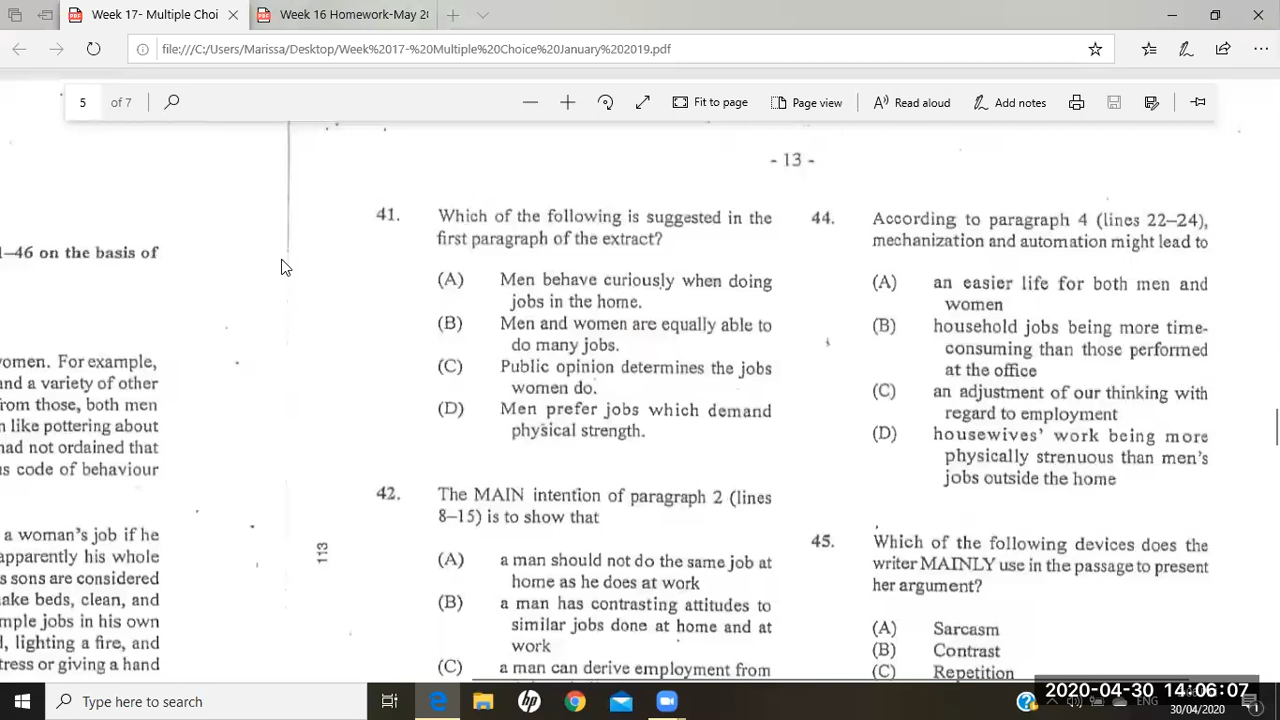 Week 17- Multiple Choi
Week 16 Homework-May 2
file:///C:/Users/Marissa/Desktop/Week%2017-%20Multiple%20Choice%20January%202019.pdf
5 of 7
Fit to page
Page view
Read aloud
Add notes
1–46 on the basis of
omen. For example,
and a variety of other
from those, both men
n like pottering about
had not ordained that
s code of behaviour
a woman's job if he
apparently his whole
s sons are considered
ake beds, clean, and
mple jobs in his own
, lighting a fire, and
tress or giving a hand
- 13 -
41. Which of the following is suggested in the
first paragraph of the extract?
(A) Men behave curiously when doing
jobs in the home.
(B) Men and women are equally able to
do many jobs.
(C) Public opinion determines the jobs
women do.
(D) Men prefer jobs which demand
physical strength.
42. The MAIN intention of paragraph 2 (lines
8–15) is to show that
(A) a man should not do the same job at
home as he does at work
(B) a man has contrasting attitudes to
similar jobs done at home and at
work
(C) a man can derive employment from
113
44. According to paragraph 4 (lines 22–24),
mechanization and automation might lead to
(A) an easier life for both men and
women
(B) household jobs being more time-
consuming than those performed
at the office
(C) an adjustment of our thinking with
regard to employment
(D) housewives' work being more
physically strenuous than men's
jobs outside the home
45. Which of the following devices does the
writer MAINLY use in the passage to present
her argument?
(A) Sarcasm
(B) Contrast
(C) Repetition
Type here to search
hp
ENG
2020-04-30 14:06:07
30/04/2020